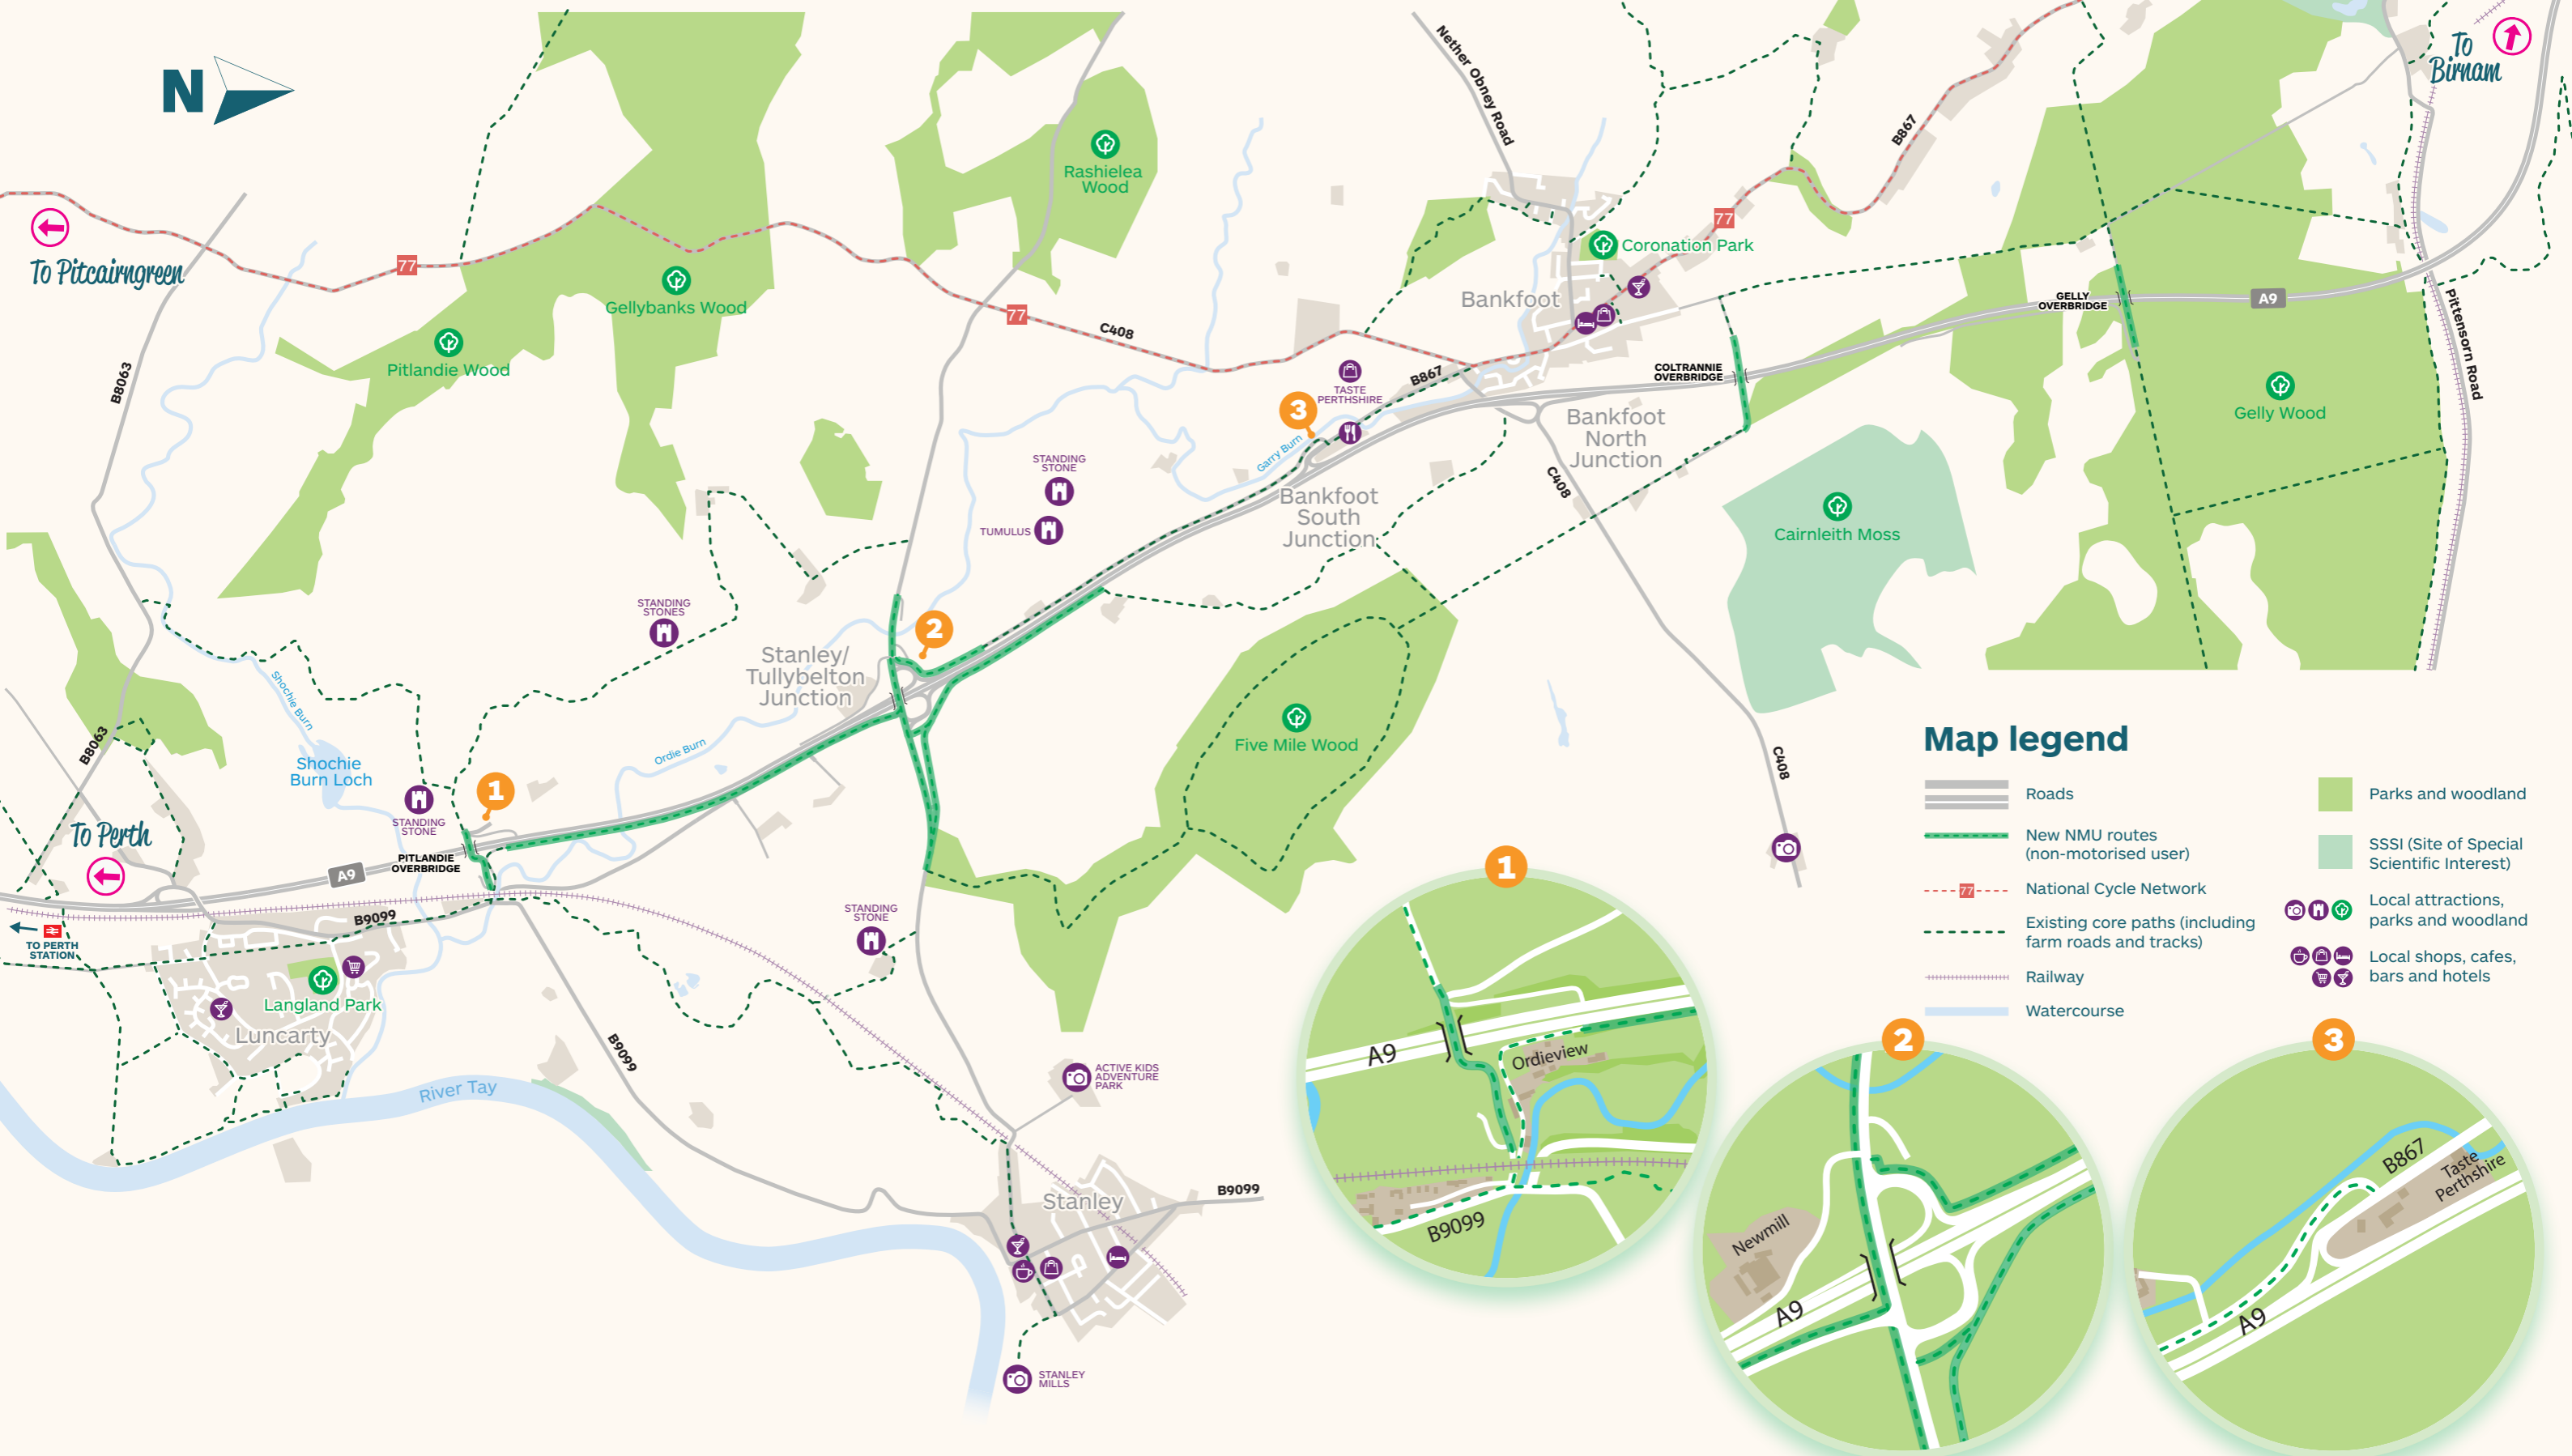 N
To Pitcairngreen
77
B8063
Pitlandie Wood
Gellybanks Wood
Rashielea
Wood
77
C408
Nether Obney Road
Coronation Park
77
B867
To
Birnam
Bankfoot
TASTE
PERTHSHIRE
B867
3
Garry Burn
COLTRANNIE
OVERBRIDGE
GELLY
OVERBRIDGE
A9
Pittensorn Road
Gelly Wood
Bankfoot
North
Junction
C408
Bankfoot
South
Junction
Cairnleith Moss
STANDING
STONE
TUMULUS
STANDING
STONES
2
Stanley/
Tullybelton
Junction
Ordie Burn
Shochie Burn
Shochie
Burn Loch
B8063
1
STANDING
STONE
PITLANDIE
OVERBRIDGE
To Perth
A9
B9099
TO PERTH
STATION
Langland Park
Luncarty
River Tay
B9099
STANDING
STONE
Five Mile Wood
C408
ACTIVE KIDS
ADVENTURE
PARK
Stanley
B9099
STANLEY
MILLS
Map legend
Roads
New NMU routes
(non-motorised user)
77
National Cycle Network
Existing core paths (including
farm roads and tracks)
Railway
Watercourse
Parks and woodland
SSSI (Site of Special
Scientific Interest)
Local attractions,
parks and woodland
Local shops, cafes,
bars and hotels
1
A9
Ordieview
B9099
2
Newmill
A9
3
B867
Taste
Perthshire
A9